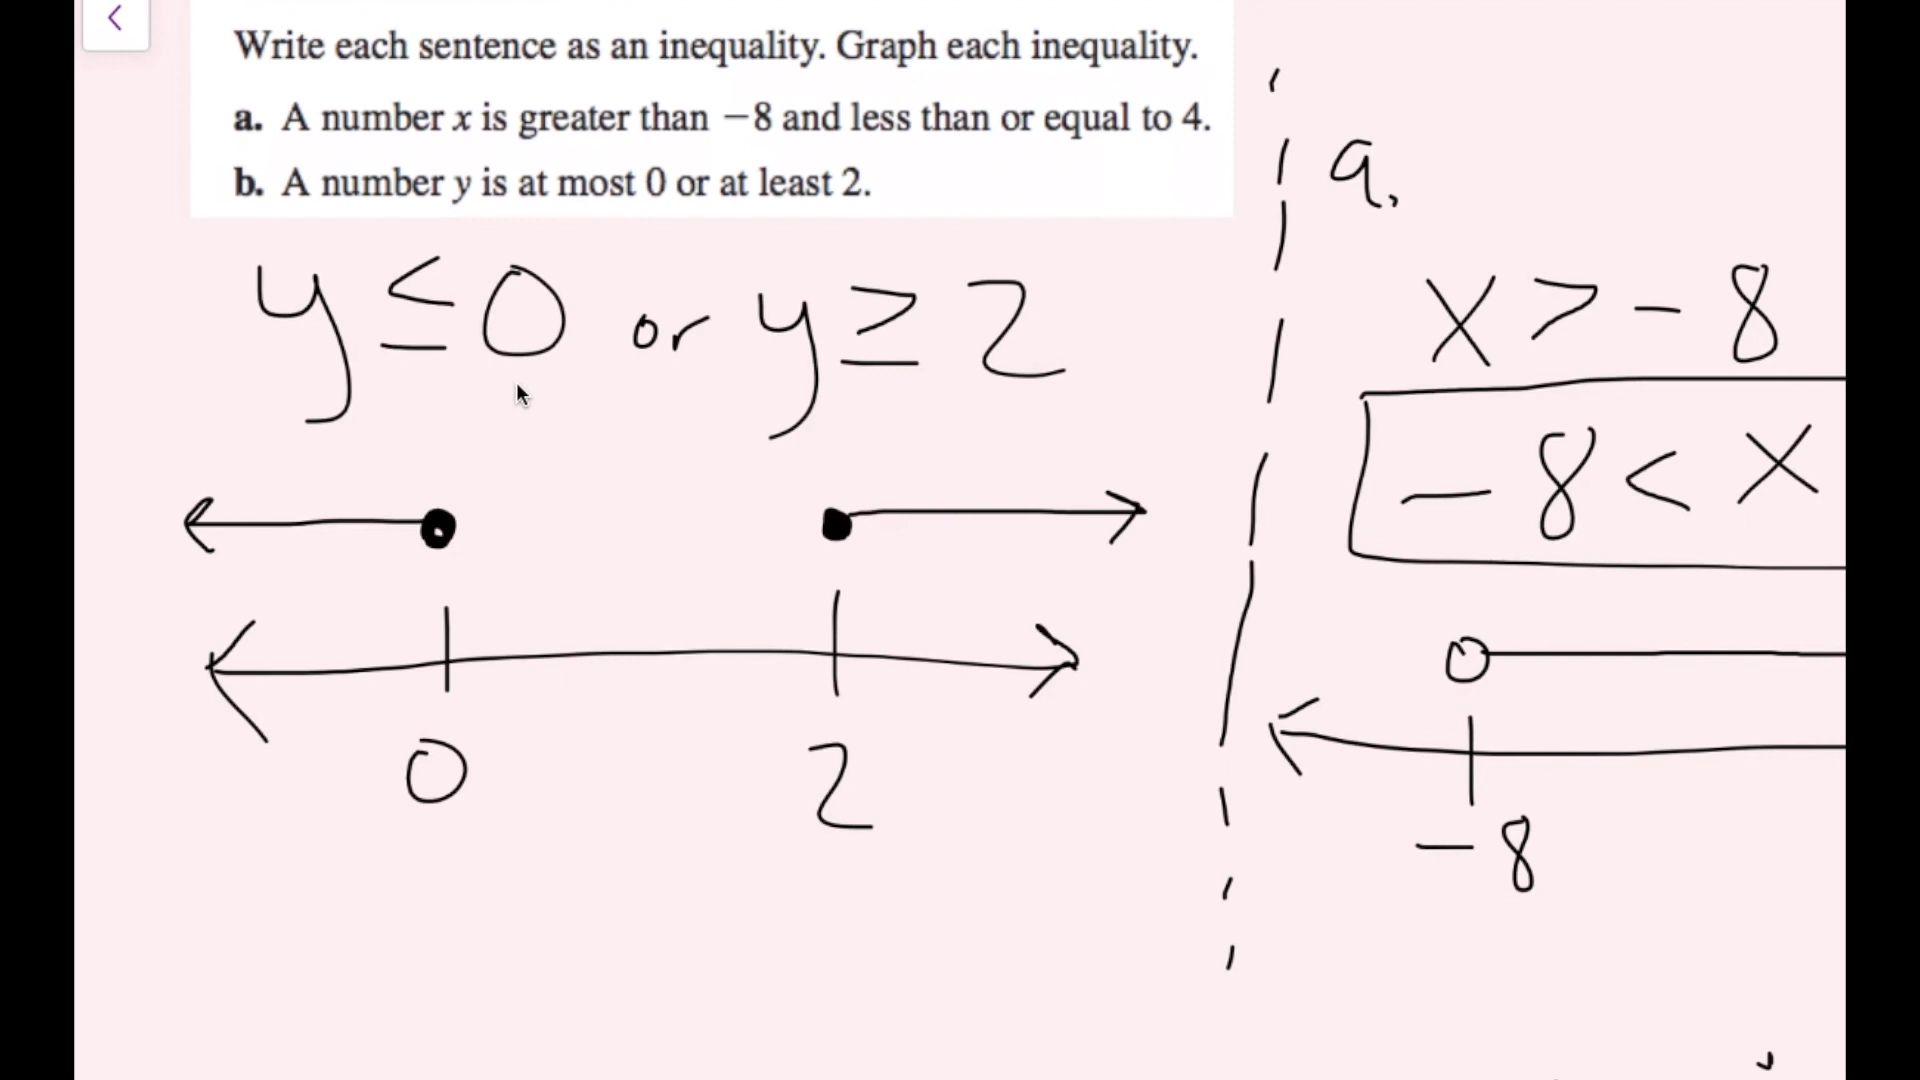 Write each sentence as an inequality. Graph each inequality.
a. A number x is greater than −8 and less than or equal to 4.
b. A number y is at most 0 or at least 2.
y ≤ 0 or y ≥ 2
0 2
a.
x > - 8
- 8 < x
- 8